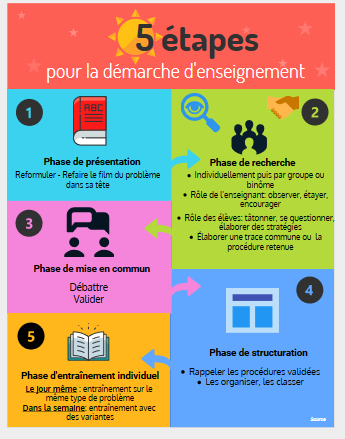 5 étapes
pour la démarche d'enseignement
1
ABC
Phase de présentation
Reformuler - Refaire le film du problème
dans sa tête
2
Phase de recherche
• Individuellement puis par groupe ou
binôme
• Rôle de l'enseignant: observer, étayer,
encourager
• Rôle des élèves: tâtonner, se questionner,
élaborer des stratégies
• Élaborer une trace commune ou la
procédure retenue
3
Phase de mise en commun
Débattre
Valider
4
Phase de structuration
• Rappeler les procédures validées
• Les organiser, les classer
5
Phase d'entraînement individuel
Le jour même : entraînement sur le
même type de problème
Dans la semaine: entraînement avec
des variantes
Source